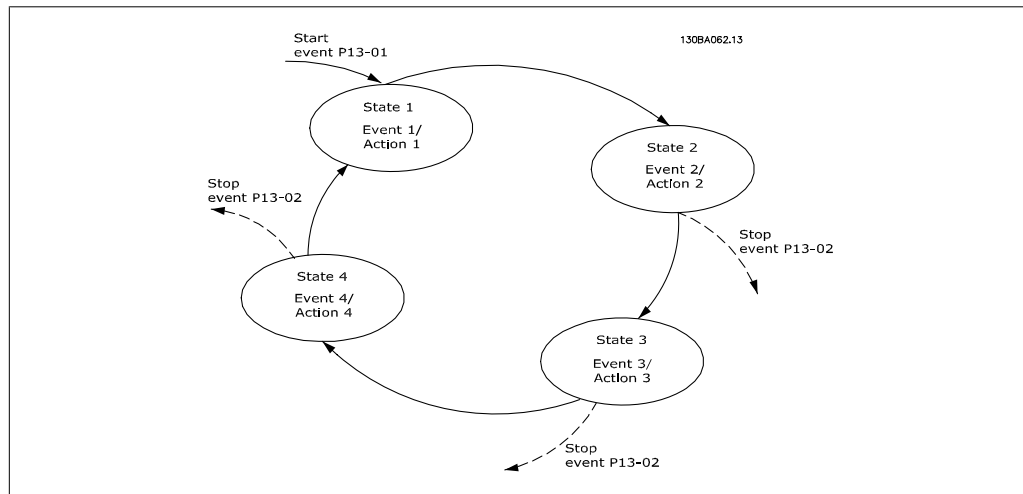 Start
event P13-01
130BA062.13
State 1
Event 1/
Action 1
State 2
Event 2/
Action 2
Stop
event P13-02
Stop
event P13-02
State 4
Event 4/
Action 4
State 3
Event 3/
Action 3
Stop
event P13-02